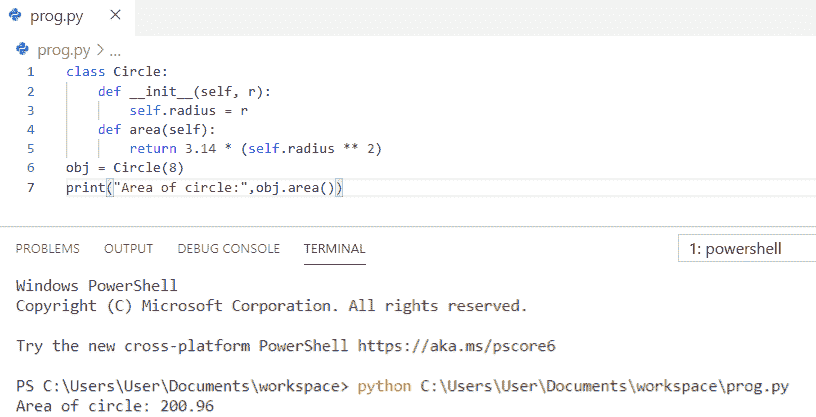 prog.py ×
prog.py > ...
1 class Circle:
2     def __init__(self, r):
3         self.radius = r
4     def area(self):
5         return 3.14 * (self.radius ** 2)
6 obj = Circle(8)
7 print("Area of circle:",obj.area())
PROBLEMS OUTPUT DEBUG CONSOLE TERMINAL 1: powershell
Windows PowerShell
Copyright (C) Microsoft Corporation. All rights reserved.
Try the new cross-platform PowerShell https://aka.ms/pscore6
PS C:\Users\User\Documents\workspace> python C:\Users\User\Documents\workspace\prog.py
Area of circle: 200.96